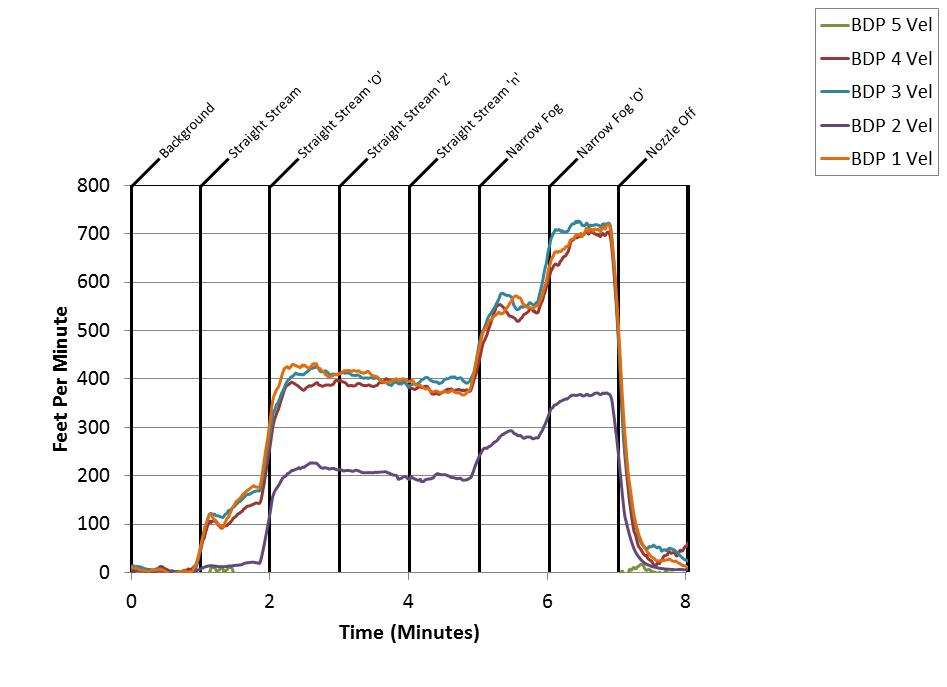 BDP 5 Vel
BDP 4 Vel
BDP 3 Vel
BDP 2 Vel
BDP 1 Vel
Background
Straight Stream
Straight Stream 'O'
Straight Stream 'Z'
Straight Stream 'n'
Narrow Fog
Narrow Fog 'O'
Nozzle Off
Feet Per Minute
800
700
600
500
400
300
200
100
0
0 2 4 6 8
Time (Minutes)